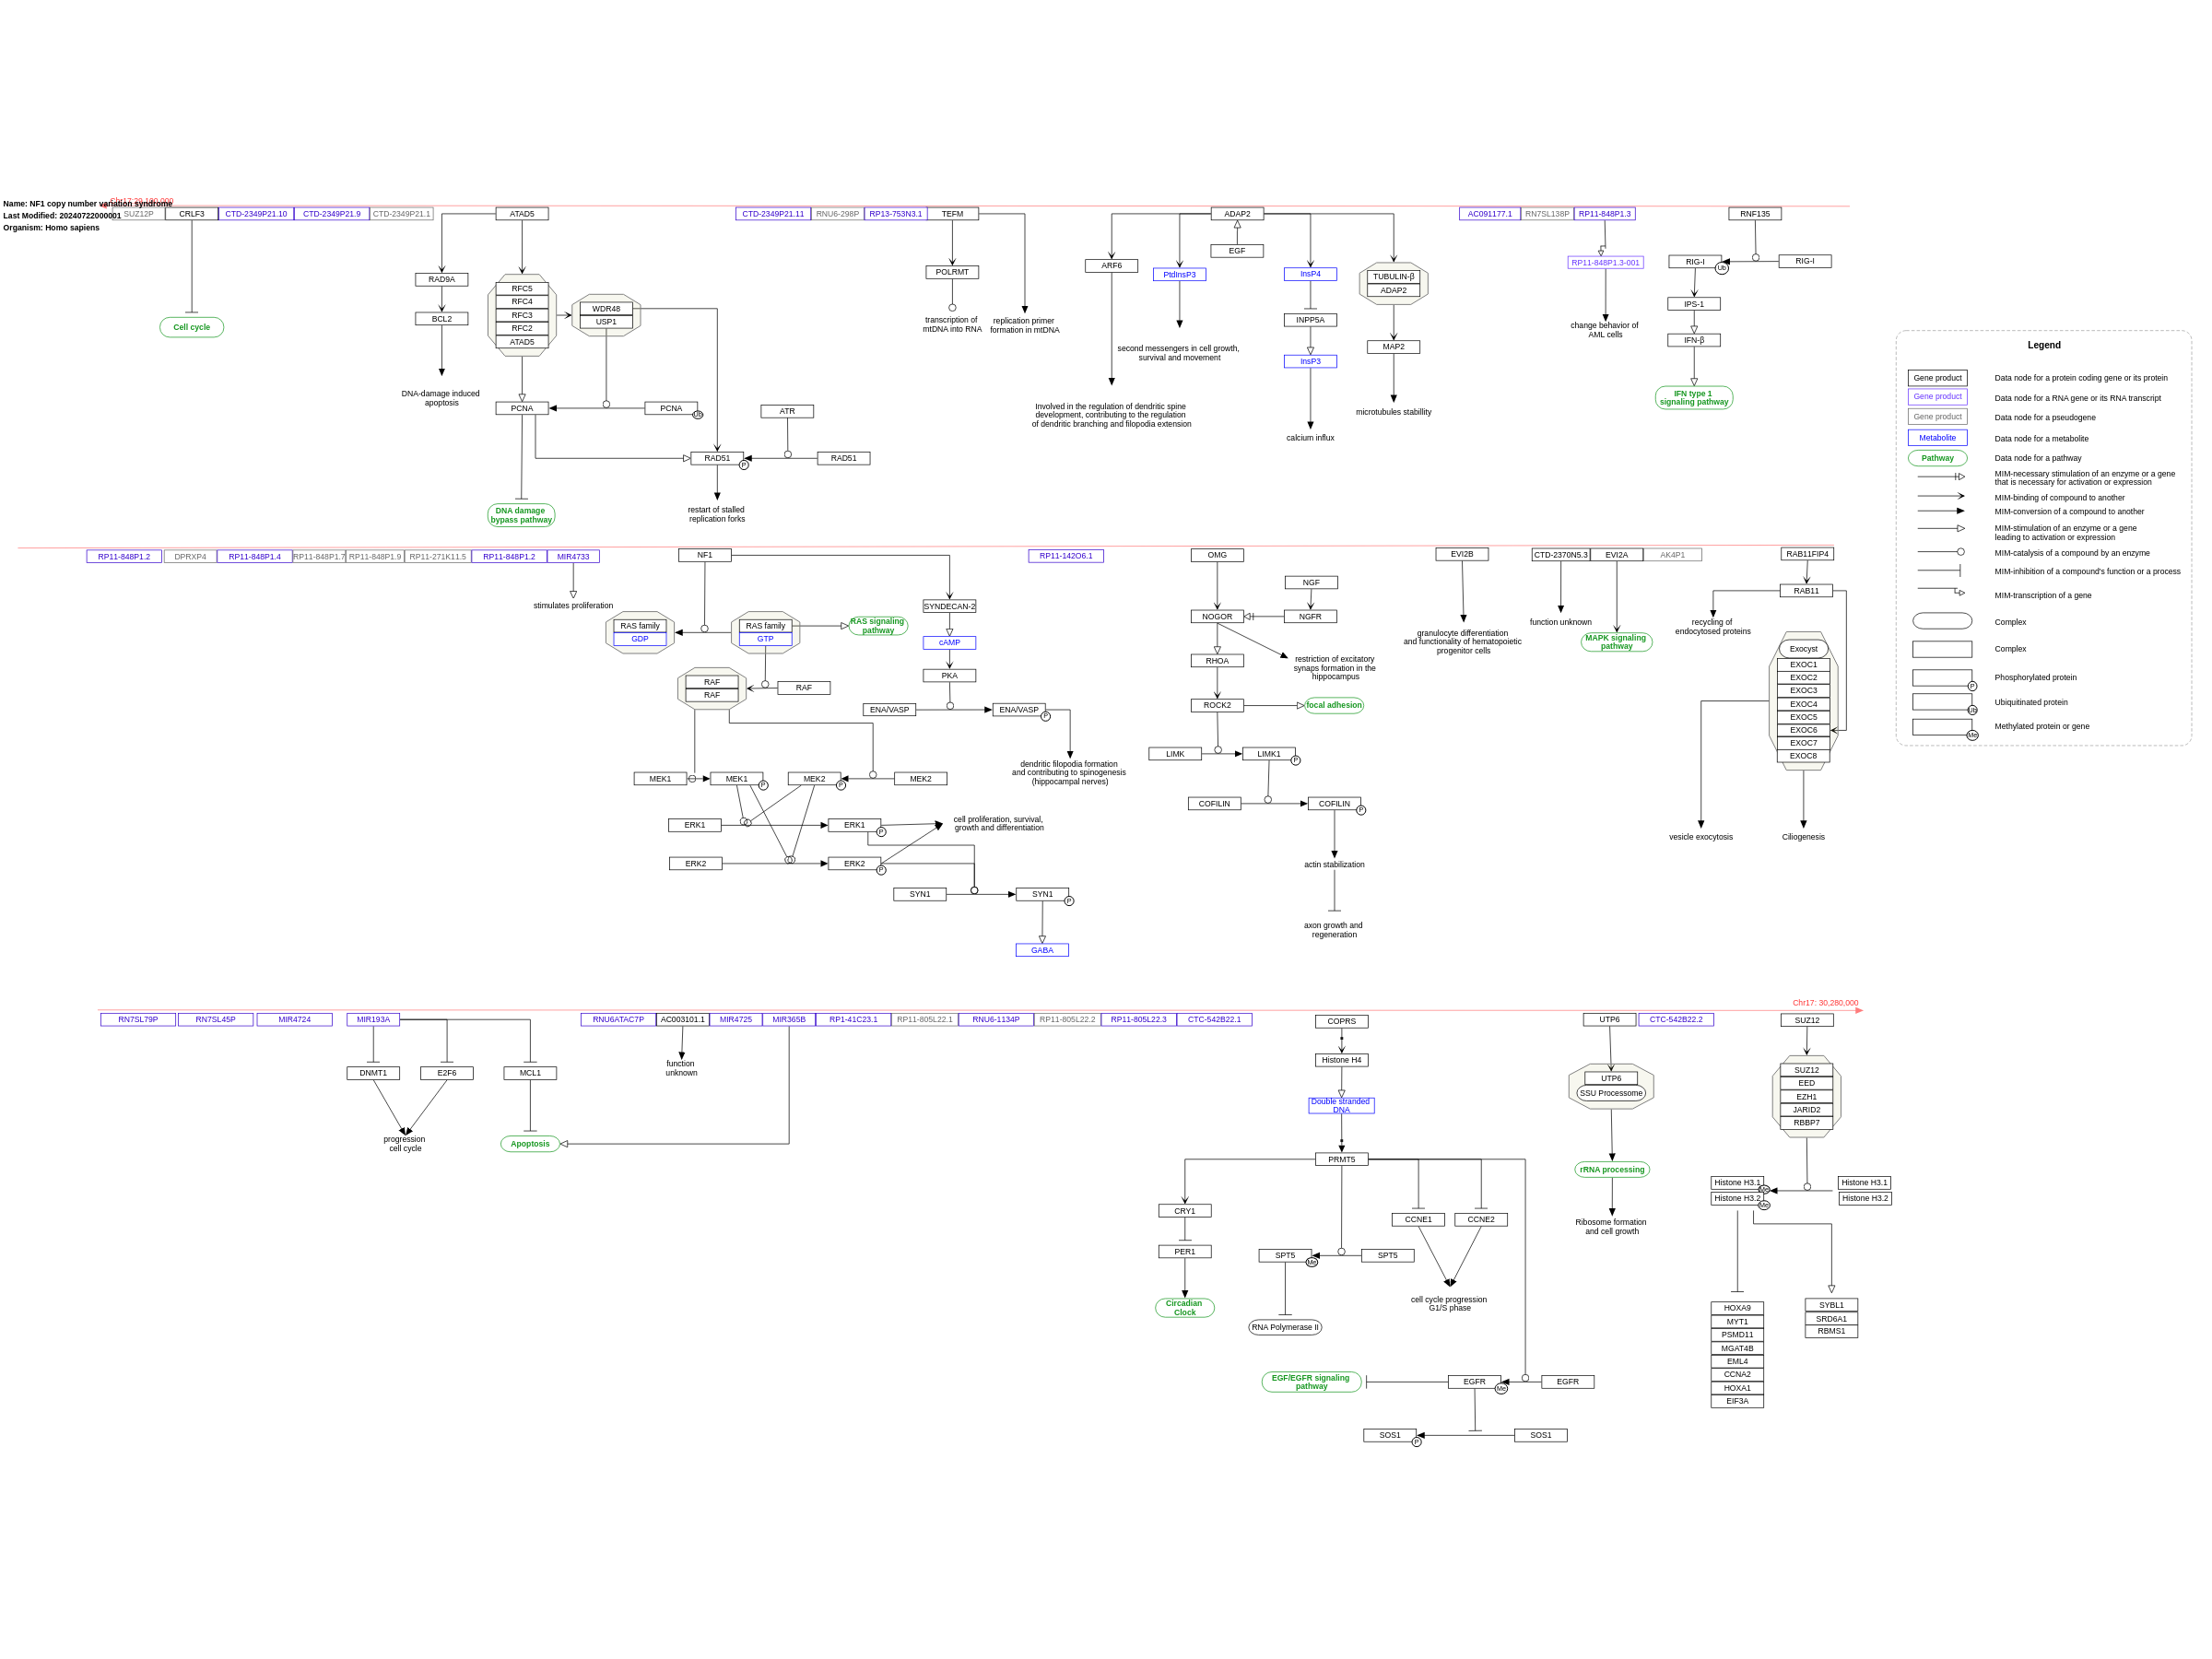 Name: NF1 copy number variation syndrome
Last Modified: 20240722000001
Organism: Homo sapiens
SUZ12P
CRLF3
CTD-2349P21.10
CTD-2349P21.9
CTD-2349P21.1
ATAD5
CTD-2349P21.11
RNU6-298P
RP13-753N3.1
TEFM
ADAP2
AC091177.1
RN7SL138P
RP11-848P1.3
RNF135
Cell cycle
RAD9A
BCL2
DNA-damage induced
apoptosis
RFC5
RFC4
RFC3
RFC2
ATAD5
WDR48
USP1
PCNA
PCNA
Ub
DNA damage
bypass pathway
ATR
RAD51
P
RAD51
restart of stalled
replication forks
POLRMT
transcription of
mtDNA into RNA
replication primer
formation in mtDNA
EGF
ARF6
PtdInsP3
InsP4
INPP5A
InsP3
calcium influx
second messengers in cell growth,
survival and movement
Involved in the regulation of dendritic spine
development, contributing to the regulation
of dendritic branching and filopodia extension
TUBULIN-β
ADAP2
MAP2
microtubules stabillity
RP11-848P1.3-001
change behavior of
AML cells
RIG-I
Ub
RIG-I
IPS-1
IFN-β
IFN type 1
signaling pathway
Legend
Gene product
Data node for a protein coding gene or its protein
Gene product
Data node for a RNA gene or its RNA transcript
Gene product
Data node for a pseudogene
Metabolite
Data node for a metabolite
Pathway
Data node for a pathway
MIM-necessary stimulation of an enzyme or a gene
that is necessary for activation or expression
MIM-binding of compound to another
MIM-conversion of a compound to another
MIM-stimulation of an enzyme or a gene
leading to activation or expression
MIM-catalysis of a compound by an enzyme
MIM-inhibition of a compound's function or a process
MIM-transcription of a gene
Complex
Complex
P
Phosphorylated protein
Ub
Ubiquitinated protein
Me
Methylated protein or gene
RP11-848P1.2
DPRXP4
RP11-848P1.4
RP11-848P1.7
RP11-848P1.9
RP11-271K11.5
RP11-848P1.2
MIR4733
stimulates proliferation
NF1
RP11-142O6.1
OMG
EVI2B
CTD-2370N5.3
EVI2A
AK4P1
RAB11FIP4
RAS family
GDP
RAS family
GTP
RAS signaling
pathway
RAF
RAF
RAF
SYNDECAN-2
cAMP
PKA
ENA/VASP
ENA/VASP
P
dendritic filopodia formation
and contributing to spinogenesis
(hippocampal nerves)
MEK1
MEK1
P
MEK2
P
MEK2
ERK1
ERK1
P
ERK2
ERK2
P
cell proliferation, survival,
growth and differentiation
SYN1
SYN1
P
GABA
NGF
NOGOR
NGFR
RHOA
restriction of excitatory
synaps formation in the
hippocampus
ROCK2
focal adhesion
LIMK
LIMK1
P
COFILIN
COFILIN
P
actin stabilization
axon growth and
regeneration
granulocyte differentiation
and functionality of hematopoietic
progenitor cells
function unknown
MAPK signaling
pathway
RAB11
recycling of
endocytosed proteins
Exocyst
EXOC1
EXOC2
EXOC3
EXOC4
EXOC5
EXOC6
EXOC7
EXOC8
vesicle exocytosis
Ciliogenesis
Chr17: 30,280,000
RN7SL79P
RN7SL45P
MIR4724
MIR193A
RNU6ATAC7P
AC003101.1
MIR4725
MIR365B
RP1-41C23.1
RP11-805L22.1
RNU6-1134P
RP11-805L22.2
RP11-805L22.3
CTC-542B22.1
COPRS
UTP6
CTC-542B22.2
SUZ12
DNMT1
E2F6
MCL1
progression
cell cycle
Apoptosis
function
unknown
Histone H4
Double stranded
DNA
PRMT5
CRY1
PER1
Circadian
Clock
SPT5
Me
SPT5
RNA Polymerase II
CCNE1
CCNE2
cell cycle progression
G1/S phase
EGF/EGFR signaling
pathway
EGFR
Me
EGFR
SOS1
P
SOS1
UTP6
SSU Processome
rRNA processing
Ribosome formation
and cell growth
SUZ12
EED
EZH1
JARID2
RBBP7
Histone H3.1
Me
Histone H3.2
Me
Histone H3.1
Histone H3.2
HOXA9
MYT1
PSMD11
MGAT4B
EML4
CCNA2
HOXA1
EIF3A
SYBL1
SRD6A1
RBMS1